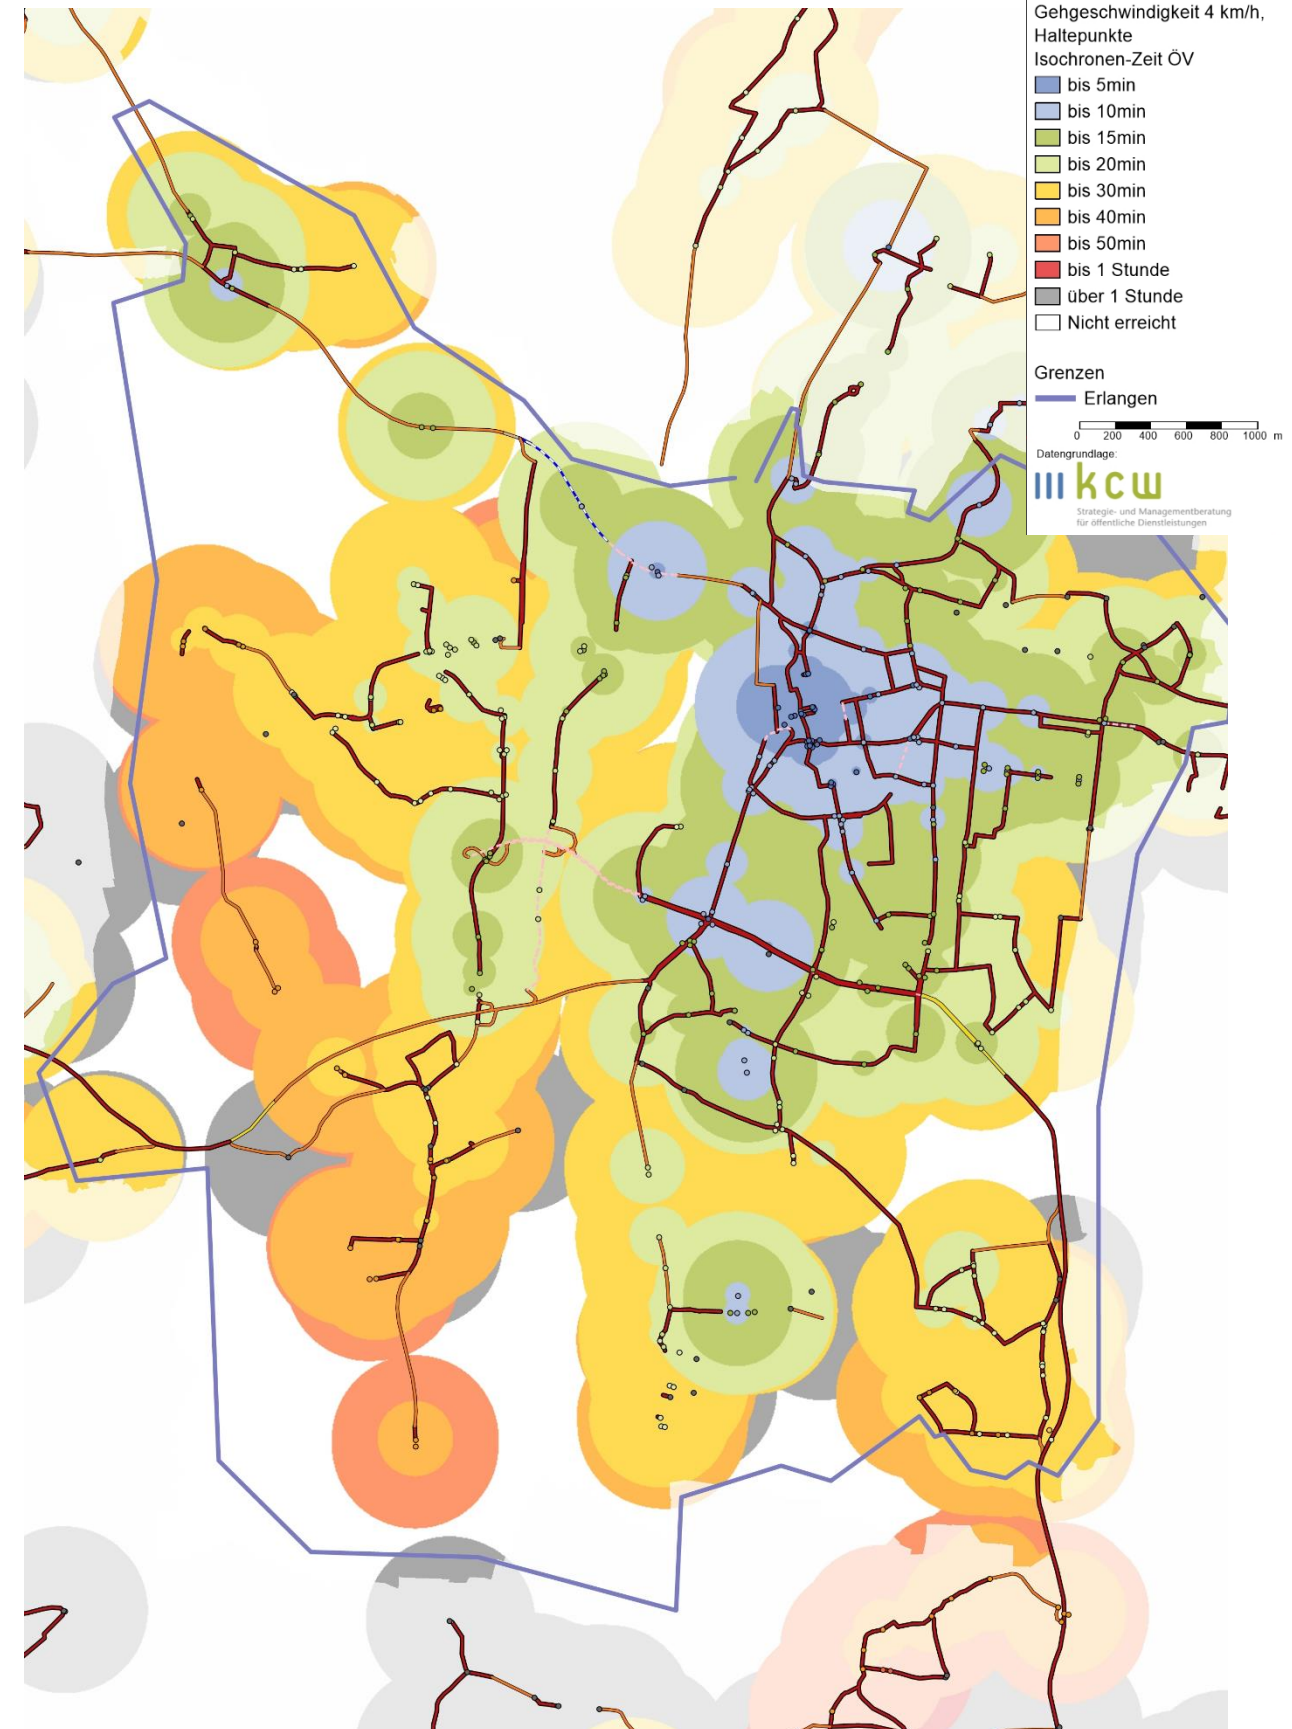 Gehgeschwindigkeit 4 km/h,
Haltepunkte
Isochronen-Zeit ÖV
bis 5min
bis 10min
bis 15min
bis 20min
bis 30min
bis 40min
bis 50min
bis 1 Stunde
über 1 Stunde
Nicht erreicht
Grenzen
Erlangen
0 200 400 600 800 1000 m
Datengrundlage:
kcw
Strategie- und Managementberatung
für öffentliche Dienstleistungen